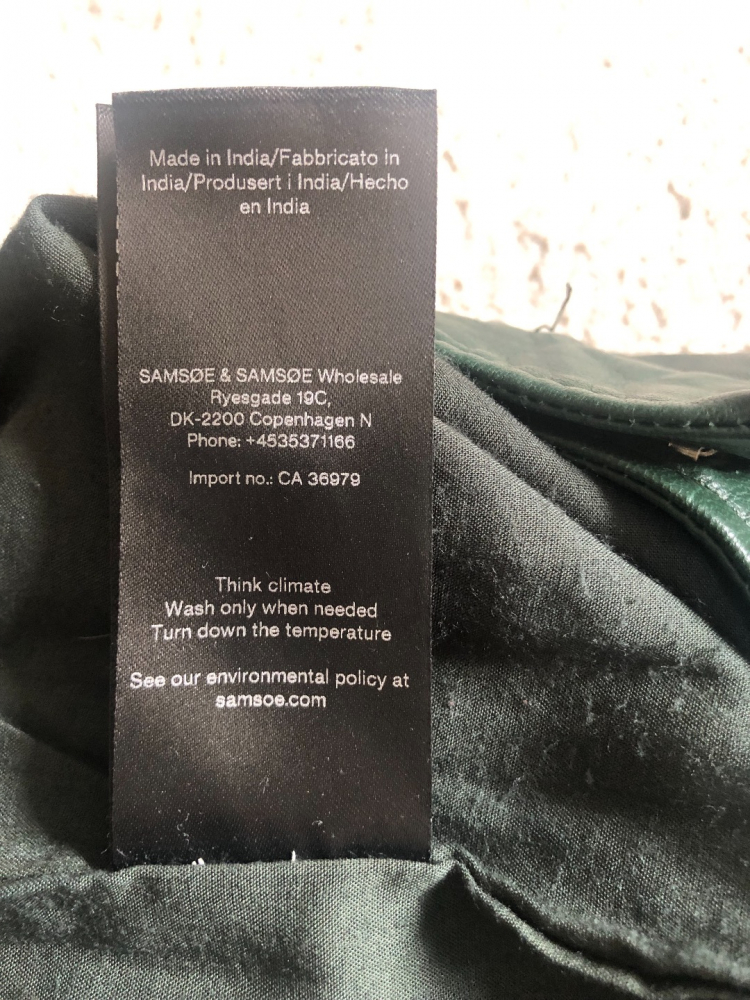 Made in India/Fabbricato in
India/Produsert i India/Hecho
en India
SAMSØE & SAMSØE Wholesale
Ryesgade 19C,
DK-2200 Copenhagen N
Phone: +4535371166
Import no.: CA 36979
Think climate
Wash only when needed
Turn down the temperature
See our environmental policy at
samsoe.com